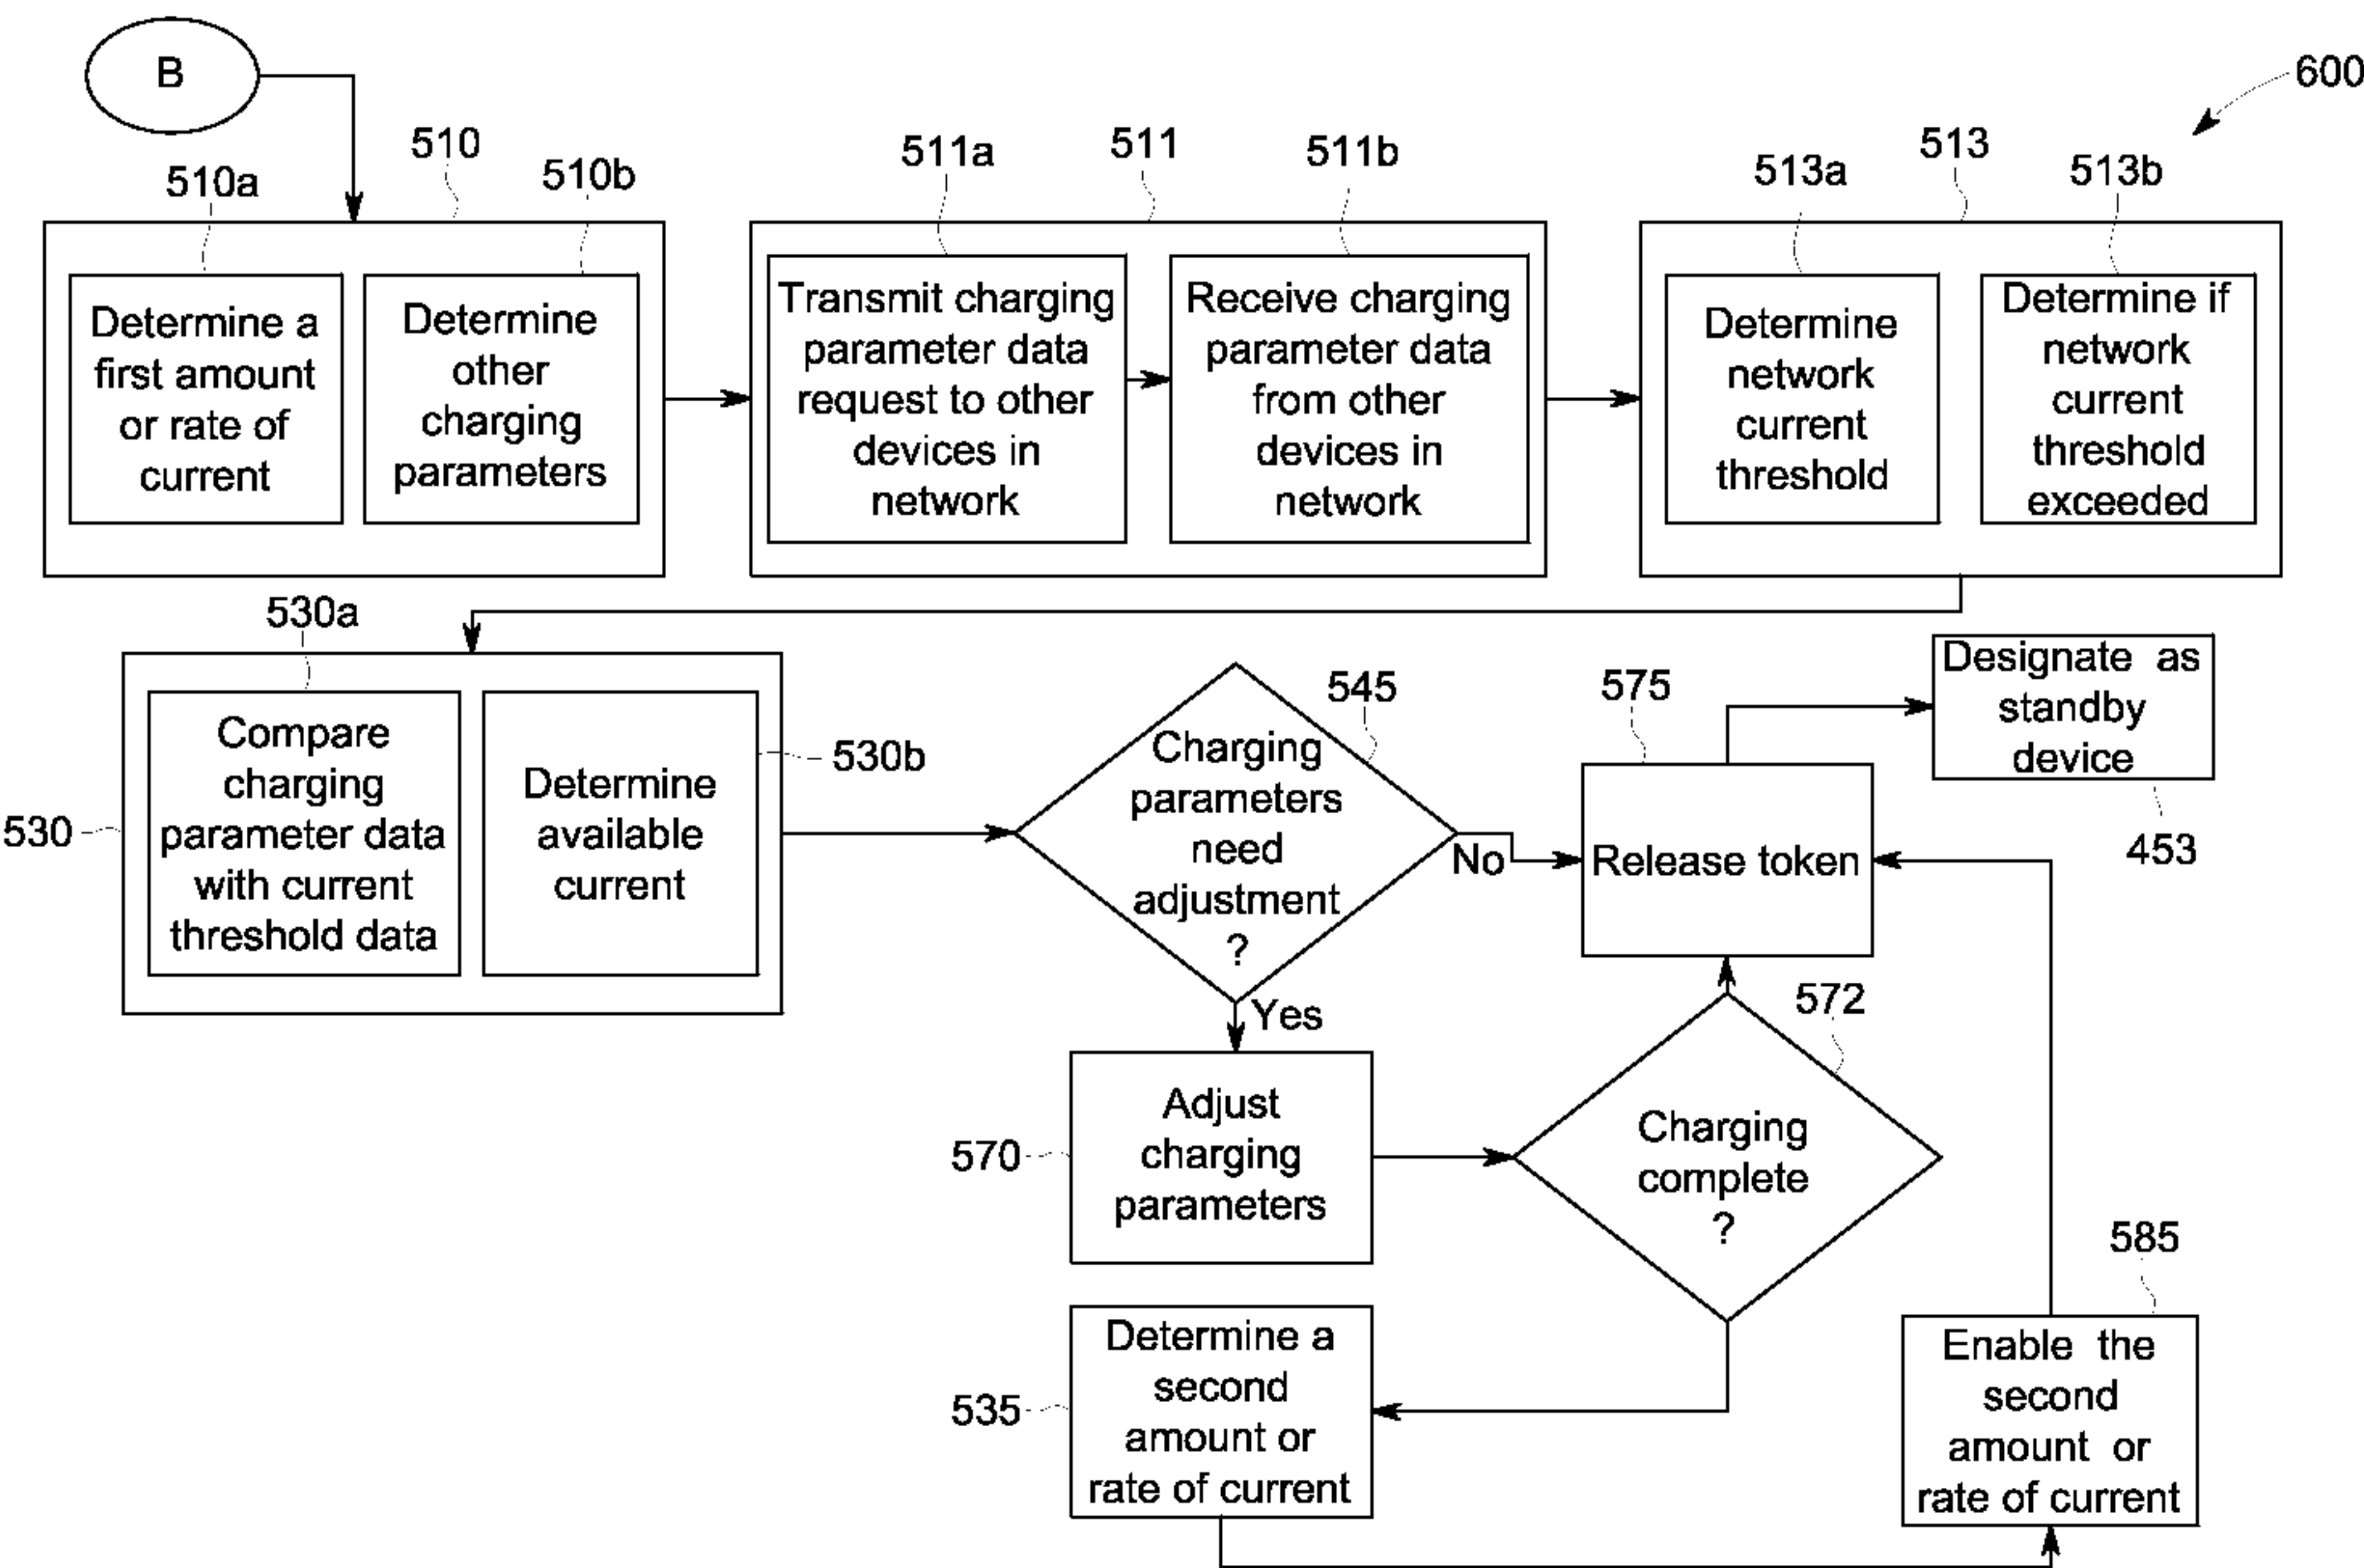 B
600
510
510a
510b
511a
511
511b
513a
513
513b
Determine a
first amount
or rate of
current
Determine
other
charging
parameters
Transmit charging
parameter data
request to other
devices in
network
Receive charging
parameter data
from other
devices in
network
Determine
network
current
threshold
Determine if
network
current
threshold
exceeded
530a
530
Compare
charging
parameter data
with current
threshold data
Determine
available
current
530b
545
Charging
parameters
need
adjustment
?
No
Yes
575
Release token
Designate as
standby
device
453
570
Adjust
charging
parameters
572
Charging
complete
?
535
Determine a
second
amount or
rate of current
585
Enable the
second
amount or
rate of current